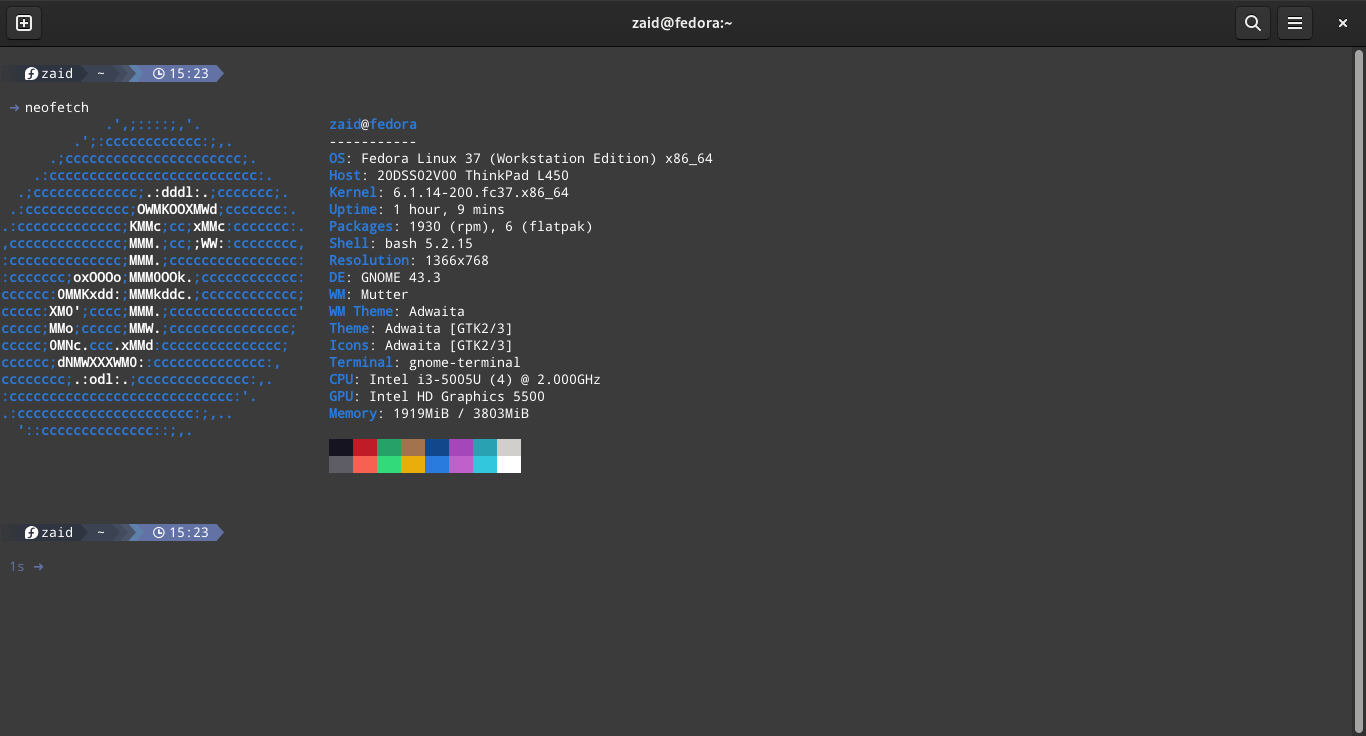 zaid@fedora:~
zaid ~ 15:23
→ neofetch
.',;::::;,'.
.';:cccccccccccc:;,.
.;cccccccccccccccccccccc;.
.:cccccccccccccccccccccccccc:.
.;ccccccccccccc;.:dddl:.;ccccccc;.
.:ccccccccccccc;OWMKOOXMWd;ccccccc:.
.:ccccccccccccc;KMMc;cc;xMMc:ccccccc:.
,cccccccccccccc;MMM.;cc;;WW::cccccccc,
:cccccccccccccc;MMM.;cccccccccccccccc:
:ccccccc;oxOOOo;MMM0OOk.;cccccccccccc:
cccccc:0MMKxdd:;MMMkddc.;cccccccccccc;
ccccc:XM0';cccc;MMM.;cccccccccccccccc'
ccccc;MMo;ccccc;MMW.;ccccccccccccccc;
ccccc;0MNc.ccc.xMMd:ccccccccccccccc;
cccccc;dNMWXXXWM0::cccccccccccccc:,
cccccccc;.:odl:.;cccccccccccccc:,.
:cccccccccccccccccccccccccccc:'.
.:cccccccccccccccccccccc:;,..
'::cccccccccccccc::;,.
zaid@fedora
-----------
OS: Fedora Linux 37 (Workstation Edition) x86_64
Host: 20DSS02V00 ThinkPad L450
Kernel: 6.1.14-200.fc37.x86_64
Uptime: 1 hour, 9 mins
Packages: 1930 (rpm), 6 (flatpak)
Shell: bash 5.2.15
Resolution: 1366x768
DE: GNOME 43.3
WM: Mutter
WM Theme: Adwaita
Theme: Adwaita [GTK2/3]
Icons: Adwaita [GTK2/3]
Terminal: gnome-terminal
CPU: Intel i3-5005U (4) @ 2.000GHz
GPU: Intel HD Graphics 5500
Memory: 1919MiB / 3803MiB
zaid ~ 15:23
1s →